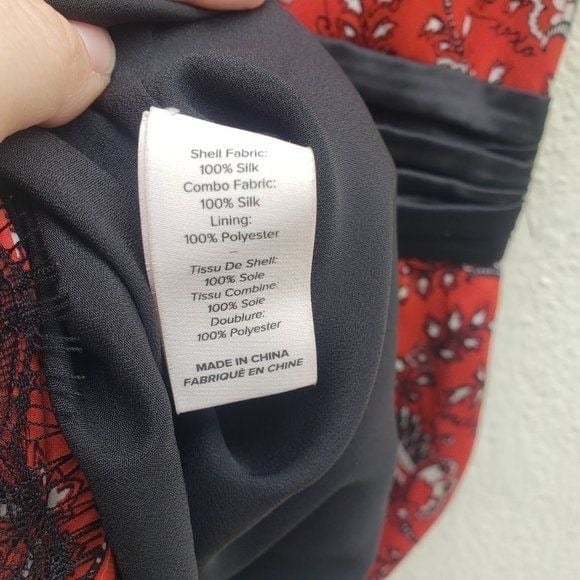 Shell Fabric:
100% Silk
Combo Fabric:
100% Silk
Lining:
100% Polyester
–
Tissu De Shell:
100% Soie
Tissu Combine:
100% Soie
Doublure:
100% Polyester
MADE IN CHINA
FABRIQUÉ EN CHINE